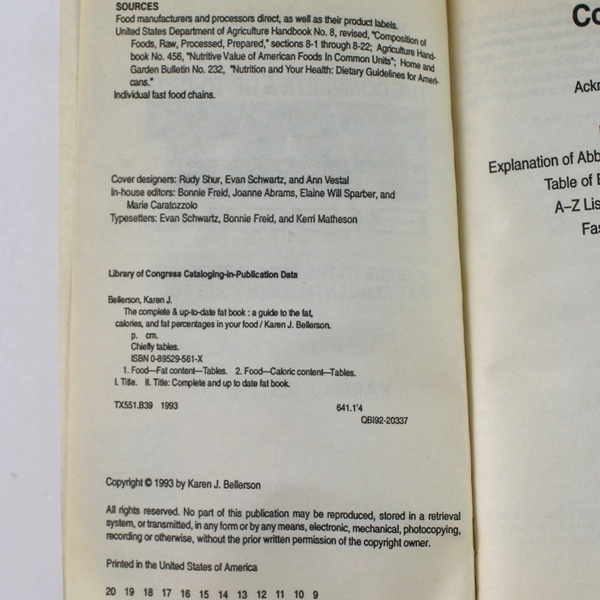 SOURCES
Food manufacturers and processors direct, as well as their product labels.
United States Department of Agriculture Handbook No. 8, revised, "Composition of
Foods, Raw, Processed, Prepared," sections 8-1 through 8-22; Agriculture Hand-
book No. 456, "Nutritive Value of American Foods In Common Units"; Home and
Garden Bulletin No. 232, "Nutrition and Your Health: Dietary Guidelines for Ameri-
cans."
Individual fast food chains.
Cover designers: Rudy Shur, Evan Schwartz, and Ann Vestal
In-house editors: Bonnie Freid, Joanne Abrams, Elaine Will Sparber, and
Marie Caratozzolo
Typesetters: Evan Schwartz, Bonnie Freid, and Kerri Matheson
Library of Congress Cataloging-in-Publication Data
Bellerson, Karen J.
The complete & up-to-date fat book : a guide to the fat,
calories, and fat percentages in your food / Karen J. Bellerson.
p. cm.
Chiefly tables.
ISBN 0-89529-561-X
1. Food—Fat content—Tables. 2. Food—Caloric content—Tables.
I. Title. II. Title: Complete and up to date fat book.
TX551.B39 1993
641.1'4
QBI92-20337
Copyright © 1993 by Karen J. Bellerson
All rights reserved. No part of this publication may be reproduced, stored in a retrieval
system, or transmitted, in any form or by any means, electronic, mechanical, photocopying,
recording or otherwise, without the prior written permission of the copyright owner.
Printed in the United States of America
20 19 18 17 16 15 14 13 12 11 10 9
Co
Ackn
Explanation of Abb
Table of E
A–Z Lis
Fas